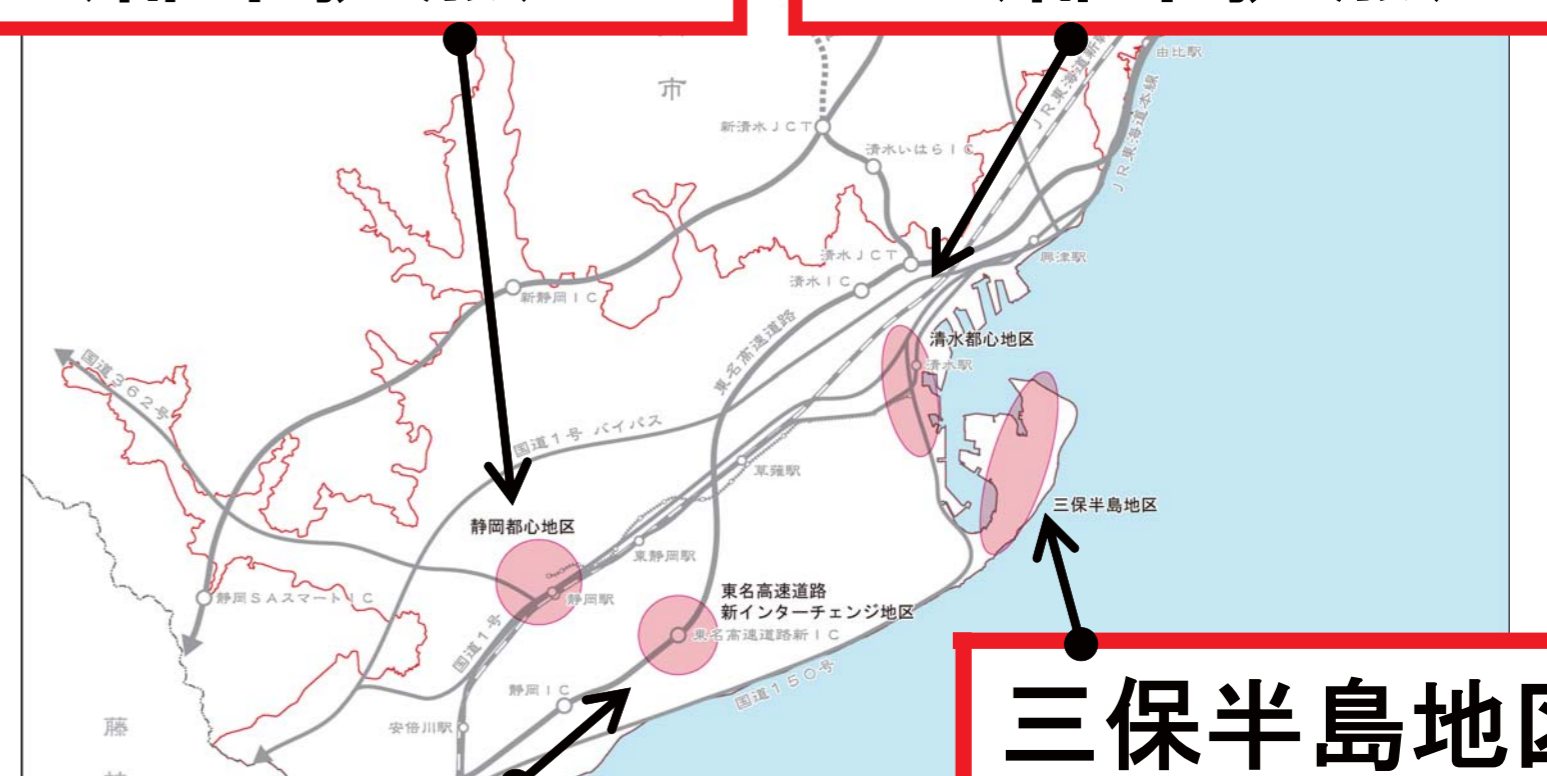 由比駅
市
JR東海道新幹
JR東海道本線
新清水JCT
清水いはらIC
清水JCT
興津駅
清水IC
新静岡IC
東名高速道路
清水都心地区
清水駅
国道362号
国道1号 バイパス
草薙駅
三保半島地区
静岡都心地区
東静岡駅
静岡SAスマートIC
静岡駅
東名高速道路
新インターチェンジ地区
東名高速道路新IC
国道1号
国道150号
静岡IC
安倍川駅
藤
三保半島地区